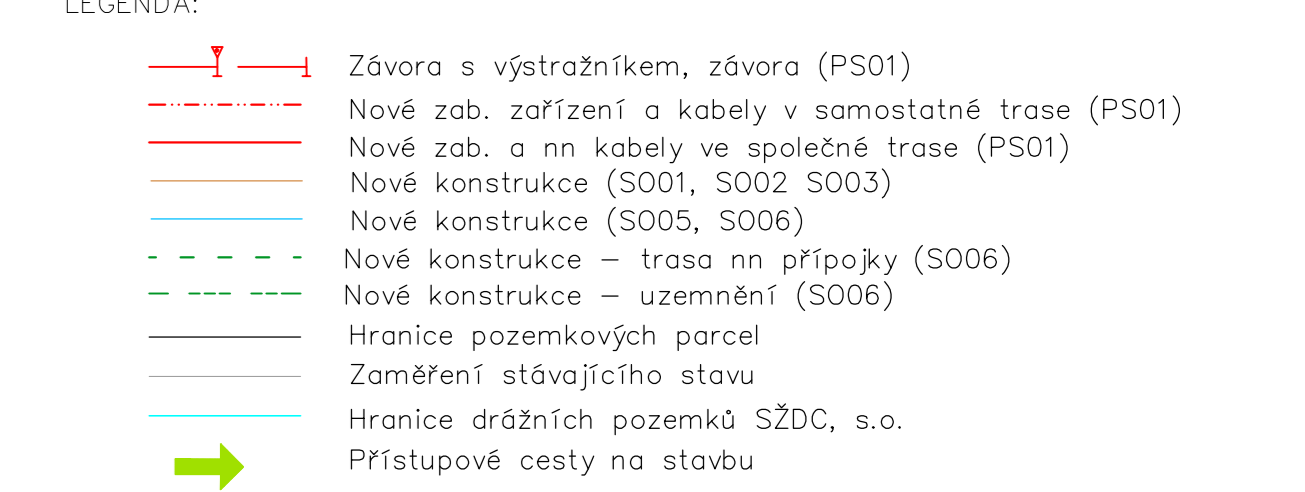 LEGENDA:
Závora s výstražníkem, závora (PS01)
Nové zab. zařízení a kabely v samostatné trase (PS01)
Nové zab. a nn kabely ve společné trase (PS01)
Nové konstrukce (SO01, SO02 SO03)
Nové konstrukce (SO05, SO06)
Nové konstrukce – trasa nn přípojky (SO06)
Nové konstrukce – uzemnění (SO06)
Hranice pozemkových parcel
Zaměření stávajícího stavu
Hranice drážních pozemků SŽDC, s.o.
Přístupové cesty na stavbu